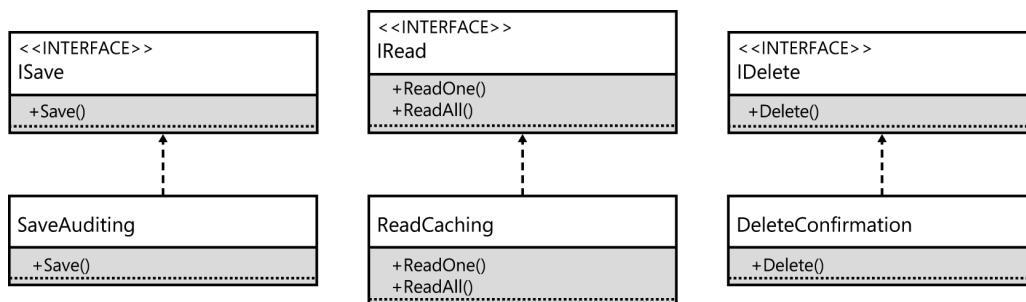 <<INTERFACE>>
ISave
+Save()
<<INTERFACE>>
IRead
+ReadOne()
+ReadAll()
<<INTERFACE>>
IDelete
+Delete()
SaveAuditing
+Save()
ReadCaching
+ReadOne()
+ReadAll()
DeleteConfirmation
+Delete()